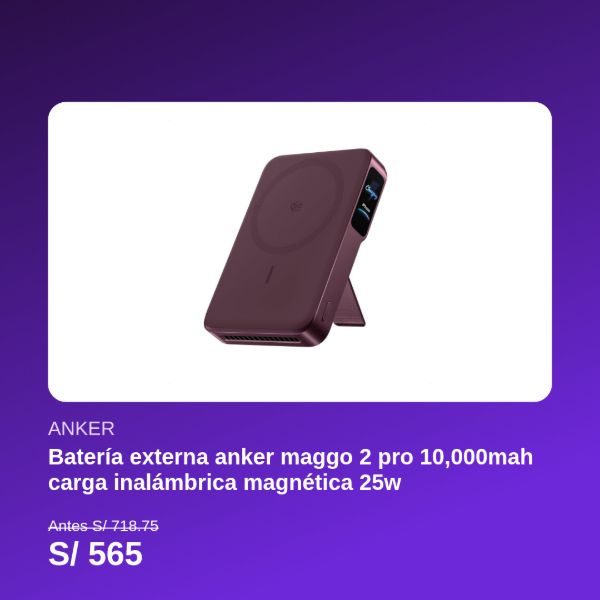 ANKER
Batería externa anker maggo 2 pro 10,000mah
carga inalámbrica magnética 25w
Antes S/ 718.75
S/ 565